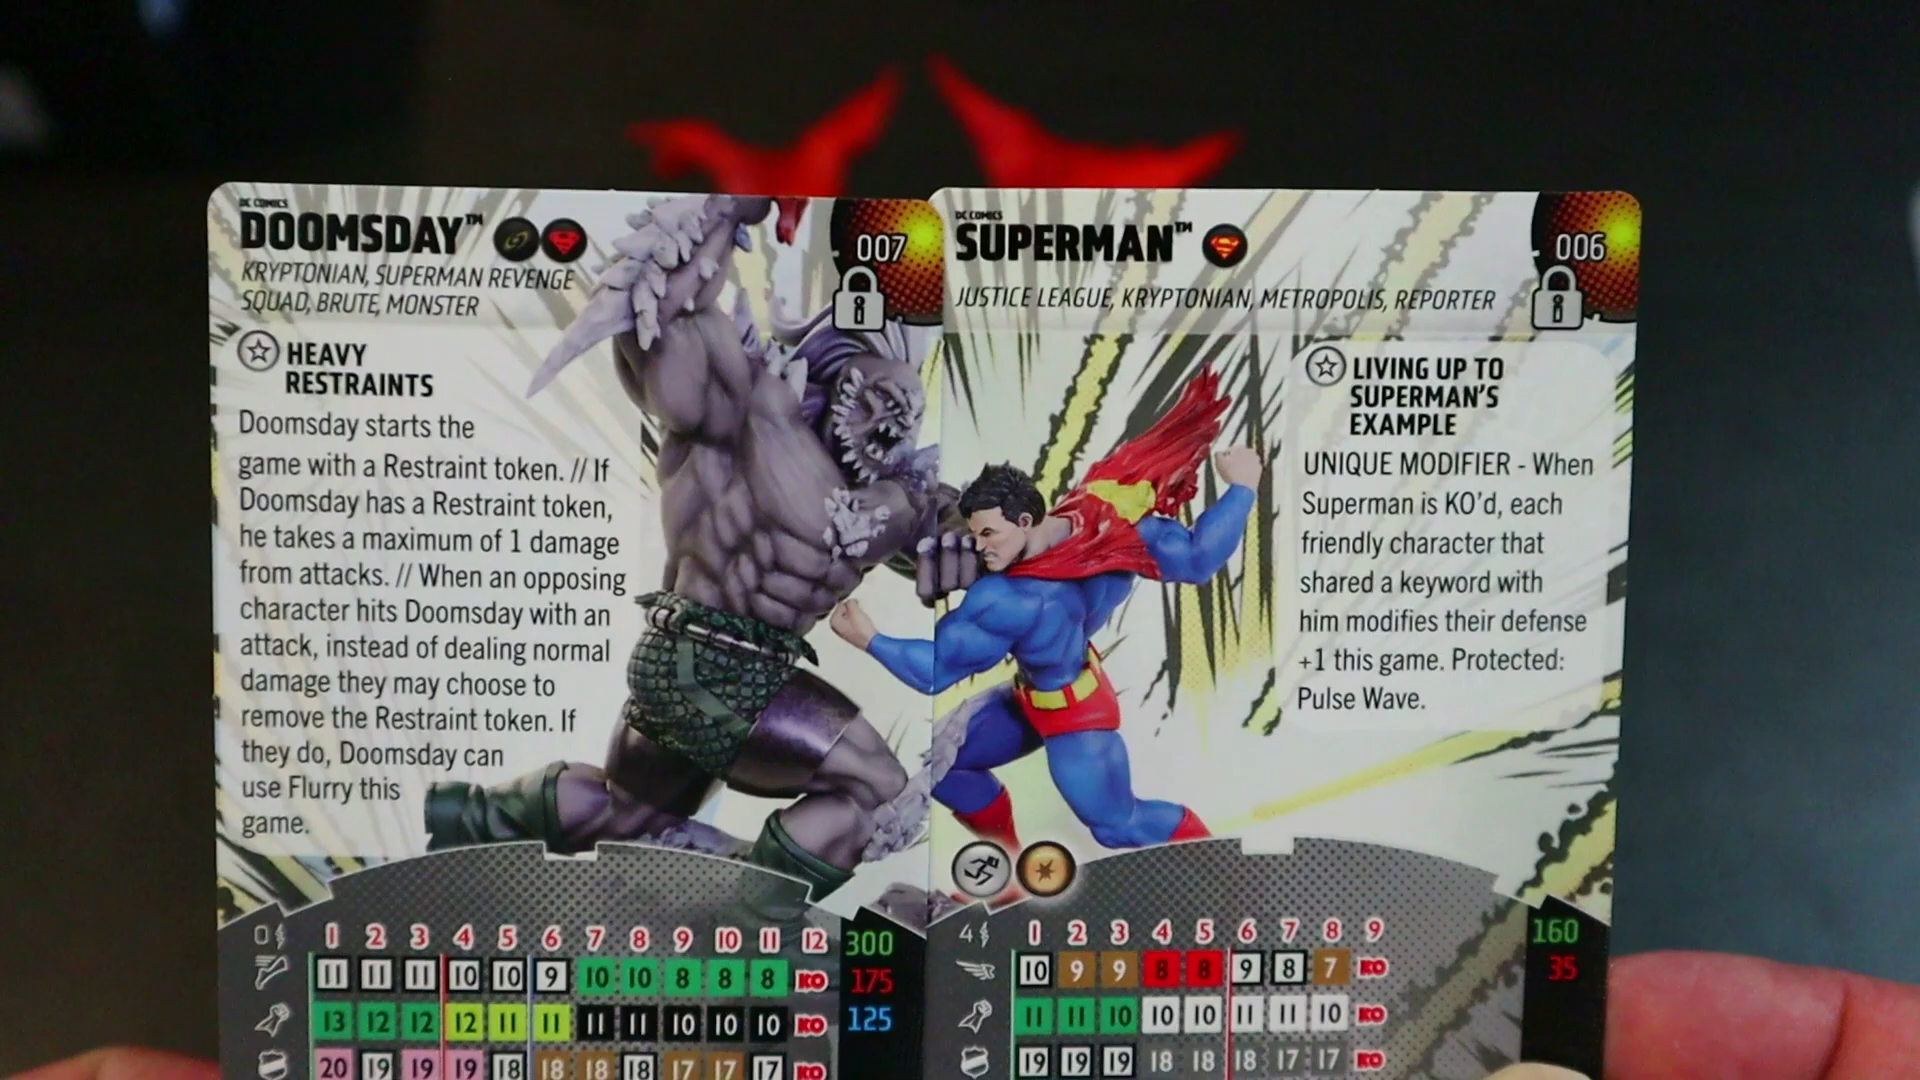 DC COMICS
DOOMSDAY™
007
KRYPTONIAN, SUPERMAN REVENGE
SQUAD, BRUTE, MONSTER
HEAVY
RESTRAINTS
Doomsday starts the
game with a Restraint token. // If
Doomsday has a Restraint token,
he takes a maximum of 1 damage
from attacks. // When an opposing
character hits Doomsday with an
attack, instead of dealing normal
damage they may choose to
remove the Restraint token. If
they do, Doomsday can
use Flurry this
game.
0 1 2 3 4 5 6 7 8 9 10 11 12 300
11 11 11 10 10 9 10 10 8 8 8 KO 175
13 12 12 12 11 11 11 11 10 10 10 KO 125
20 19 19 19 18 18 18 18 17 17 17 KO
DC COMICS
SUPERMAN™
006
JUSTICE LEAGUE, KRYPTONIAN, METROPOLIS, REPORTER
LIVING UP TO
SUPERMAN'S
EXAMPLE
UNIQUE MODIFIER - When
Superman is KO'd, each
friendly character that
shared a keyword with
him modifies their defense
+1 this game. Protected:
Pulse Wave.
4 1 2 3 4 5 6 7 8 9 160
10 9 9 8 8 9 8 7 KO 35
11 11 10 10 10 11 11 10 KO
19 19 19 18 18 18 17 17 KO